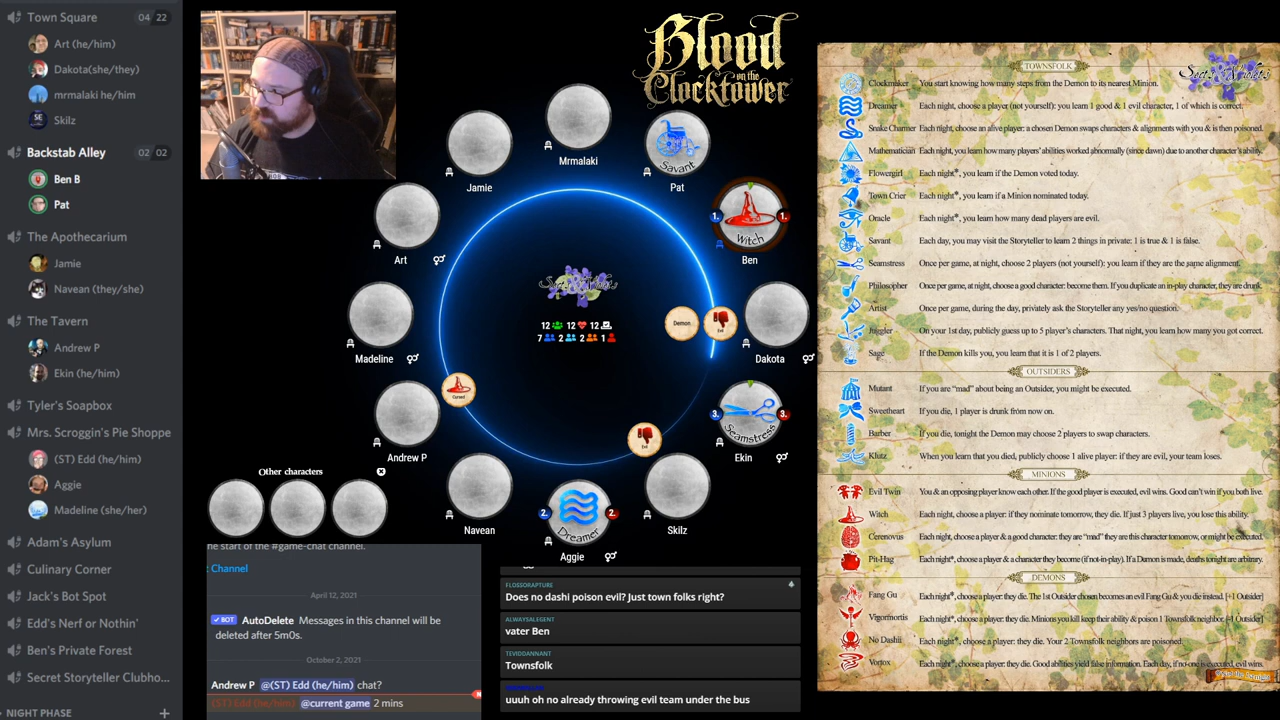 Town Square
04 22
Art (he/him)
Dakota(she/they)
mrmalaki he/him
Skilz
Backstab Alley
02 02
Ben B
Pat
The Apothecarium
Jamie
Navean (they/she)
The Tavern
Andrew P
Ekin (he/him)
Tyler's Soapbox
Mrs. Scroggin's Pie Shoppe
(ST) Edd (he/him)
Aggie
Madeline (she/her)
Adam's Asylum
Culinary Corner
Jack's Bot Spot
Edd's Nerf or Nothin'
Ben's Private Forest
Secret Storyteller Clubho...
NIGHT PHASE
Blood
on the
Clocktower
Mrmalaki
Jamie
Savant
Pat
Art
1.
Witch
1.
Ben
Madeline
12 12 12
7 2 2 1
Demon
Evil
Dakota
Cursed
Andrew P
3.
Seamstress
3.
Ekin
Evil
Other characters
Navean
2.
Dreamer
2.
Aggie
Skilz
he start of the #game-chat channel.
Channel
April 12, 2021
BOT AutoDelete Messages in this channel will be
deleted after 5m0s.
October 2, 2021
Andrew P @(ST) Edd (he/him) chat?
(ST) Edd (he/him) @current game 2 mins
FLOSSORAPTURE
Does no dashi poison evil? Just town folks right?
ALWAYSALEGENT
vater Ben
TEVIDDANNANT
Townsfolk
uuuh oh no already throwing evil team under the bus
TOWNSFOLK
Clockmaker You start knowing how many steps from the Demon to its nearest Minion.
Dreamer Each night, choose a player (not yourself): you learn 1 good & 1 evil character, 1 of which is correct.
Snake Charmer Each night, choose an alive player: a chosen Demon swaps characters & alignments with you & is then poisoned.
Mathematician Each night, you learn how many players' abilities worked abnormally (since dawn) due to another character's ability.
Flowergirl Each night*, you learn if the Demon voted today.
Town Crier Each night*, you learn if a Minion nominated today.
Oracle Each night*, you learn how many dead players are evil.
Savant Each day, you may visit the Storyteller to learn 2 things in private: 1 is true & 1 is false.
Seamstress Once per game, at night, choose 2 players (not yourself): you learn if they are the same alignment.
Philosopher Once per game, at night, choose a good character: become them. If you duplicate an in-play character, they are drunk.
Artist Once per game, during the day, privately ask the Storyteller any yes/no question.
Juggler On your 1st day, publicly guess up to 5 player's characters. That night, you learn how many you got correct.
Sage If the Demon kills you, you learn that it is 1 of 2 players.
OUTSIDERS
Mutant If you are "mad" about being an Outsider, you might be executed.
Sweetheart If you die, 1 player is drunk from now on.
Barber If you die, tonight the Demon may choose 2 players to swap characters.
Klutz When you learn that you died, publicly choose 1 alive player: if they are evil, your team loses.
MINIONS
Evil Twin You & an opposing player know each other. If the good player is executed, evil wins. Good can't win if you both live.
Witch Each night, choose a player: if they nominate tomorrow, they die. If just 3 players live, you lose this ability.
Cerenovus Each night, choose a player & a good character: they are "mad" they are this character tomorrow, or might be executed.
Pit-Hag Each night*, choose a player & a character they become (if not-in-play). If a Demon is made, deaths tonight are arbitrary.
DEMONS
Fang Gu Each night*, choose a player: they die. The 1st Outsider chosen becomes an evil Fang Gu & you die instead. [+1 Outsider]
Vigormortis Each night*, choose a player: they die. Minions you kill keep their ability & poison 1 Townsfolk neighbor. [-1 Outsider]
No Dashii Each night*, choose a player: they die. Your 2 Townsfolk neighbors are poisoned.
Vortox Each night*, choose a player: they die. Good abilities yield false information. Each day, if no-one is executed, evil wins.